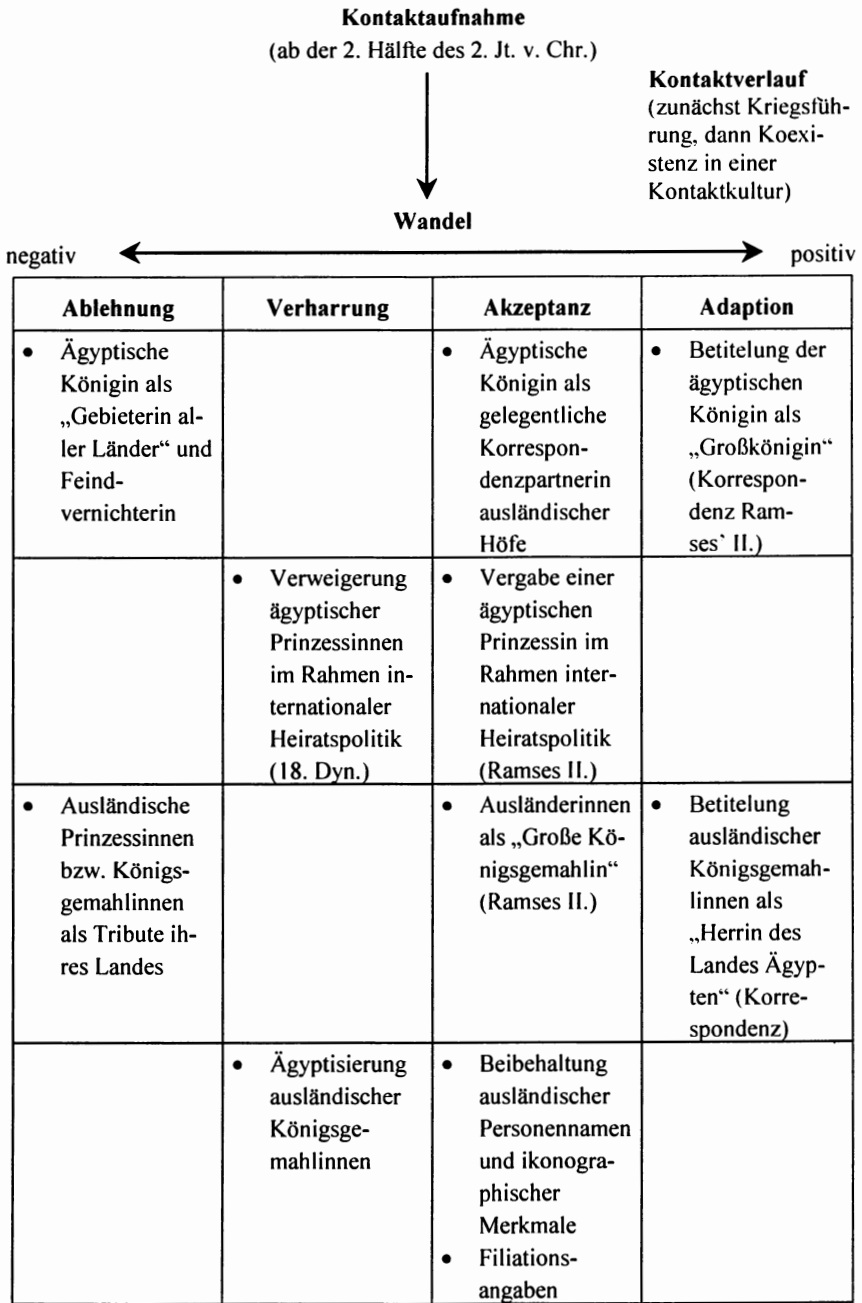 Kontaktaufnahme
(ab der 2. Hälfte des 2. Jt. v. Chr.)
Kontaktverlauf
(zunächst Kriegsfüh-
rung, dann Koexi-
stenz in einer
Kontaktkultur)
Wandel
negativ
positiv
Ablehnung
Verharrung
Akzeptanz
Adaption
• Ägyptische
Königin als
„Gebieterin al-
ler Länder“ und
Feind-
vernichterin
• Ägyptische
Königin als
gelegentliche
Korrespon-
denzpartnerin
ausländischer
Höfe
• Betitelung der
ägyptischen
Königin als
„Großkönigin“
(Korrespon-
denz Ram-
ses` II.)
• Verweigerung
ägyptischer
Prinzessinnen
im Rahmen in-
ternationaler
Heiratspolitik
(18. Dyn.)
• Vergabe einer
ägyptischen
Prinzessin im
Rahmen inter-
nationaler
Heiratspolitik
(Ramses II.)
• Ausländische
Prinzessinnen
bzw. Königs-
gemahlinnen
als Tribute ih-
res Landes
• Ausländerinnen
als „Große Kö-
nigsgemahlin“
(Ramses II.)
• Betitelung
ausländischer
Königsgemah-
linnen als
„Herrin des
Landes Ägyp-
ten“ (Korre-
spondenz)
• Ägyptisierung
ausländischer
Königsge-
mahlinnen
• Beibehaltung
ausländischer
Personennamen
und ikonogra-
phischer
Merkmale
• Filiations-
angaben